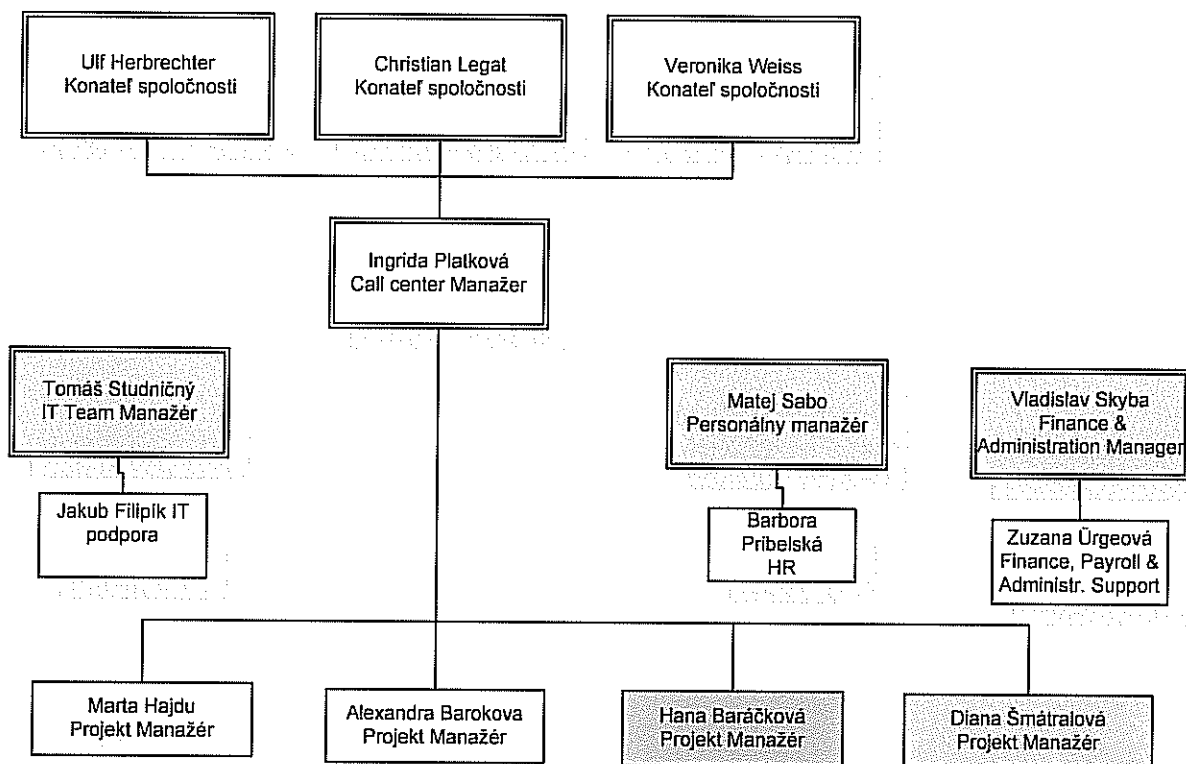 Ulf Herbrechter
Konateľ spoločnosti
Christian Legat
Konateľ spoločnosti
Veronika Weiss
Konateľ spoločnosti
Ingrida Platková
Call center Manažer
Tomáš Studničný
IT Team Manažér
Matej Sabo
Personálny manažér
Vladislav Skyba
Finance &
Administration Manager
Jakub Filipík IT
podpora
Barbora
Pribelská
HR
Zuzana Űrgeová
Finance, Payroll &
Administr. Support
Marta Hajdu
Projekt Manažér
Alexandra Barokova
Projekt Manažér
Hana Baráčková
Projekt Manažér
Diana Šmátralová
Projekt Manažér